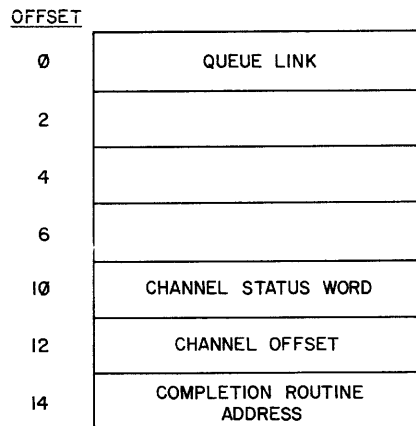 OFFSET
Ø QUEUE LINK
2
4
6
1Ø CHANNEL STATUS WORD
12 CHANNEL OFFSET
14 COMPLETION ROUTINE
ADDRESS